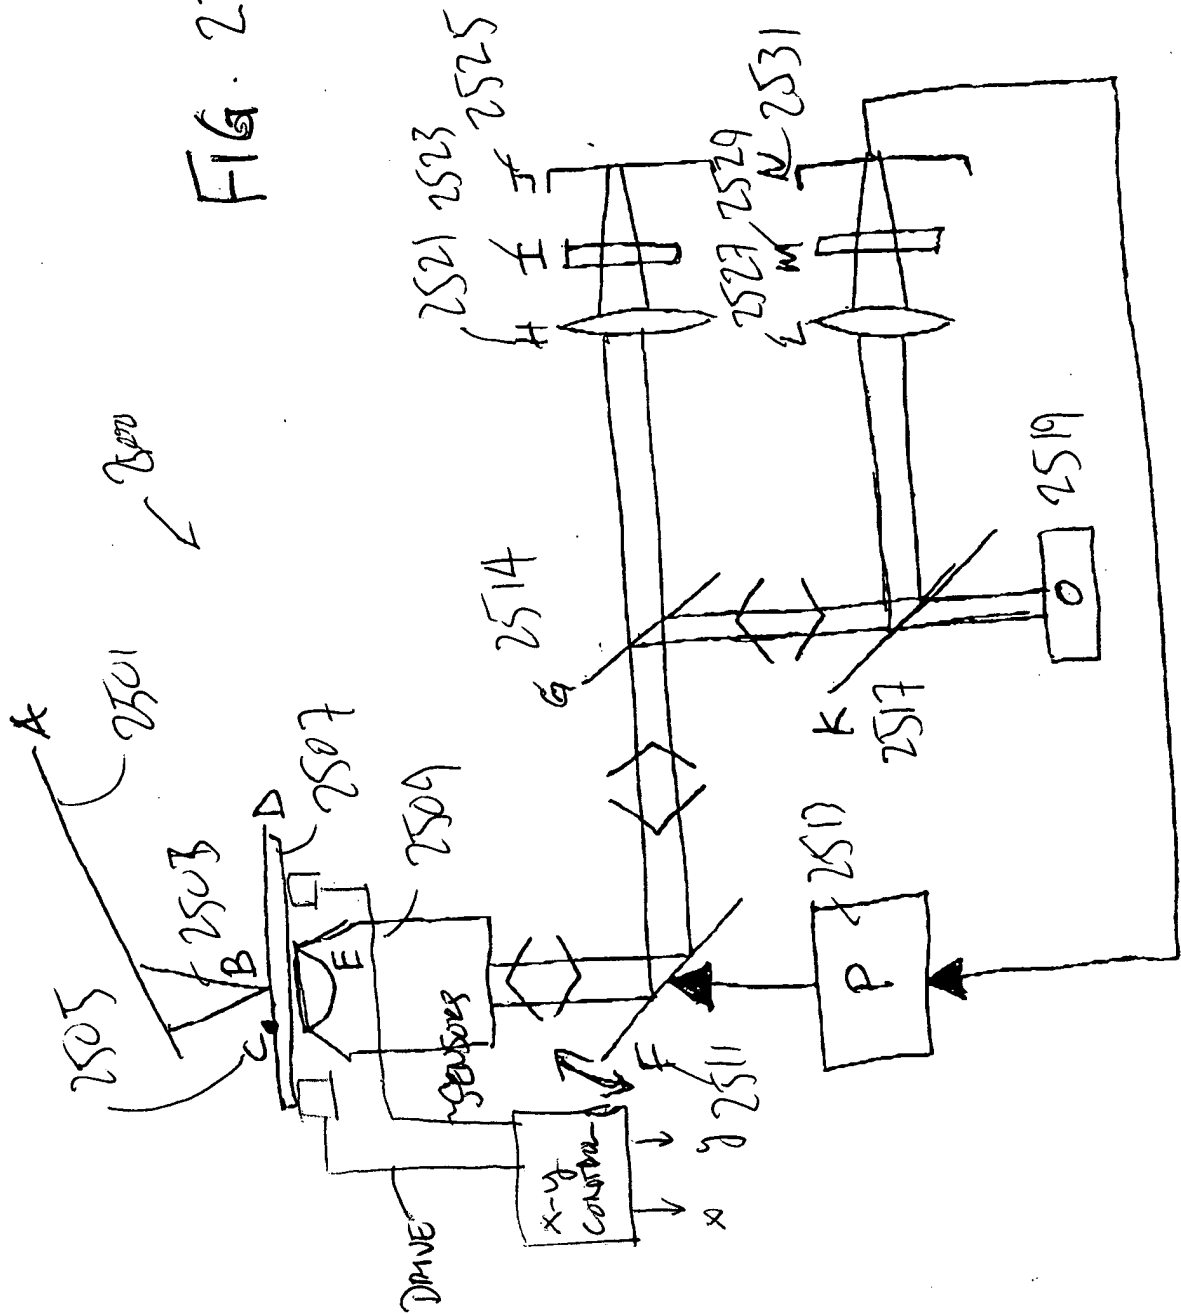 FIG. 2
2500
A
2501
2503
B
2505
C
D
2507
2509
E
SENSORS
DRIVE
X-Y
CONTROL
x
y
F
2511
P
2513
G
2514
K
2517
O
2519
H
2521
I
2523
J
2525
L
2527
M
2529
N
2531